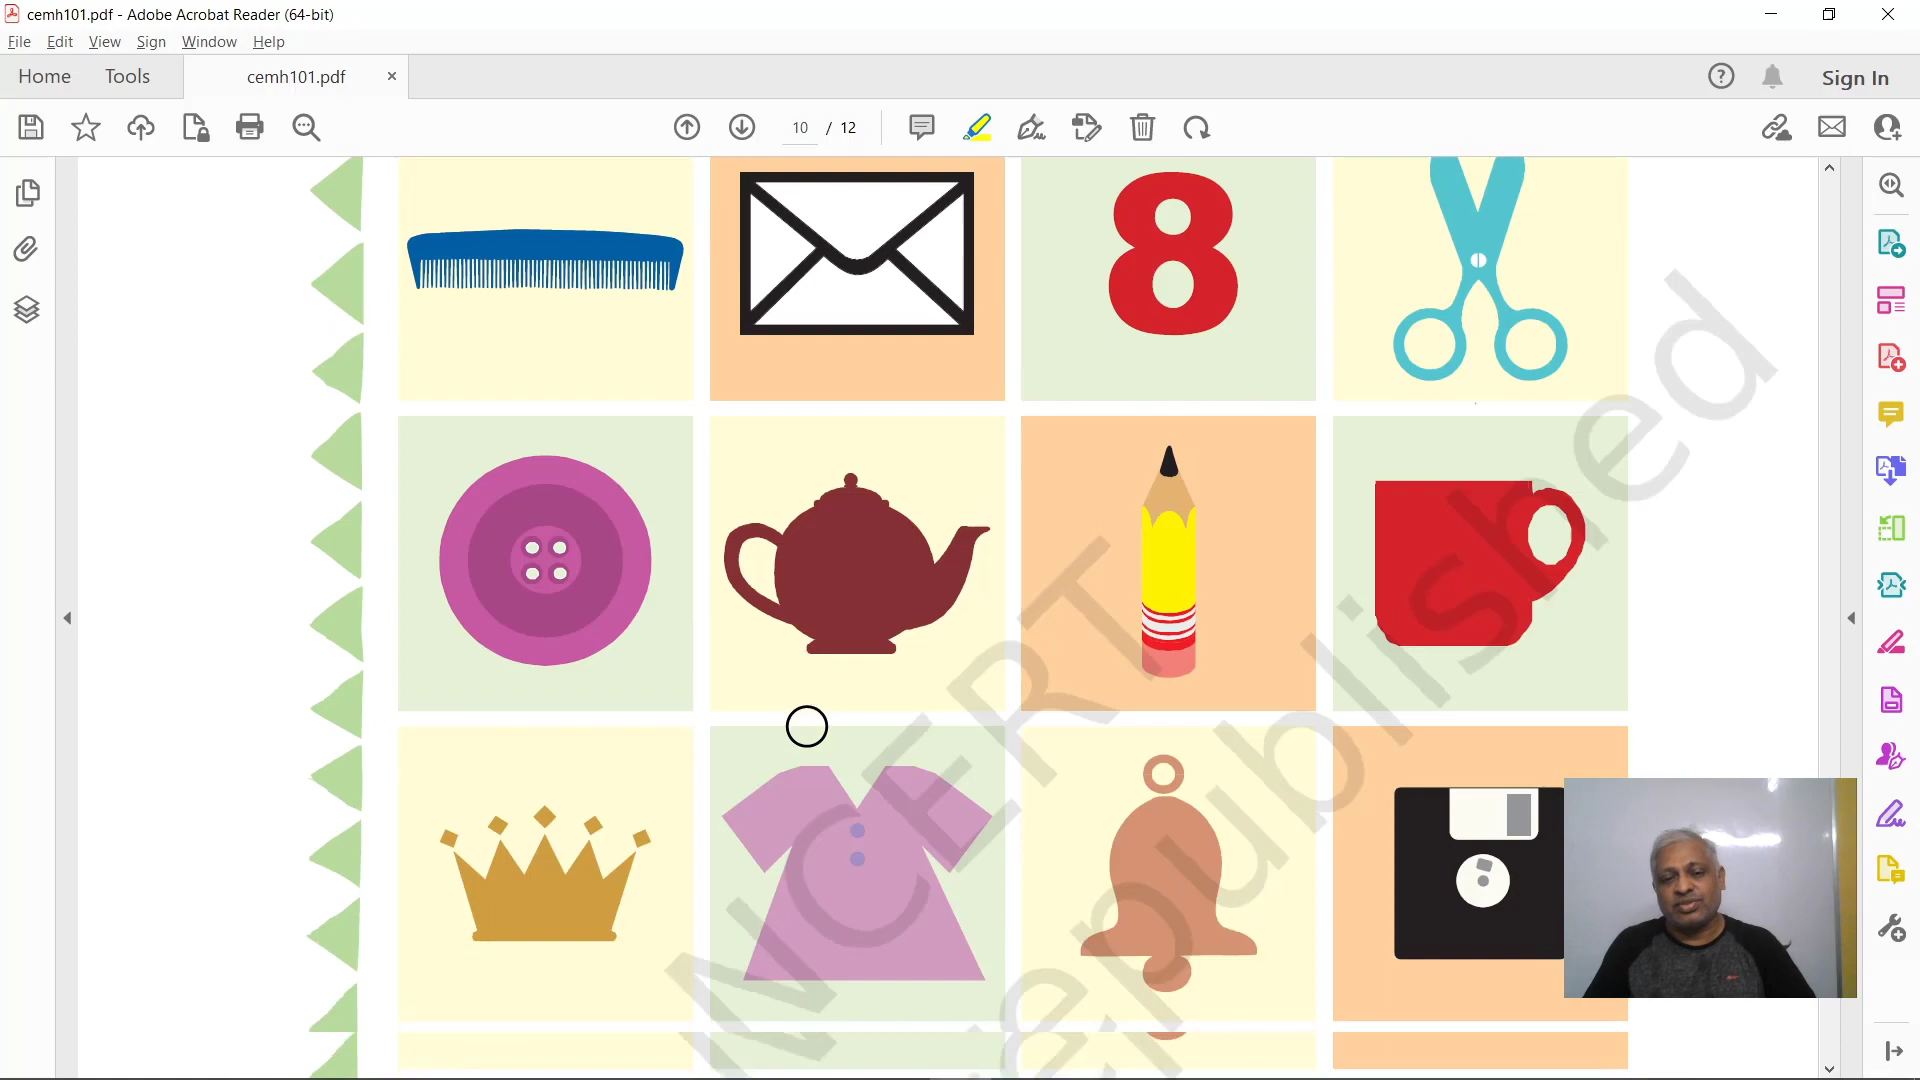 cemh101.pdf - Adobe Acrobat Reader (64-bit)
File Edit View Sign Window Help
Home Tools cemh101.pdf × Sign In
10 / 12
8
NCERT
republished